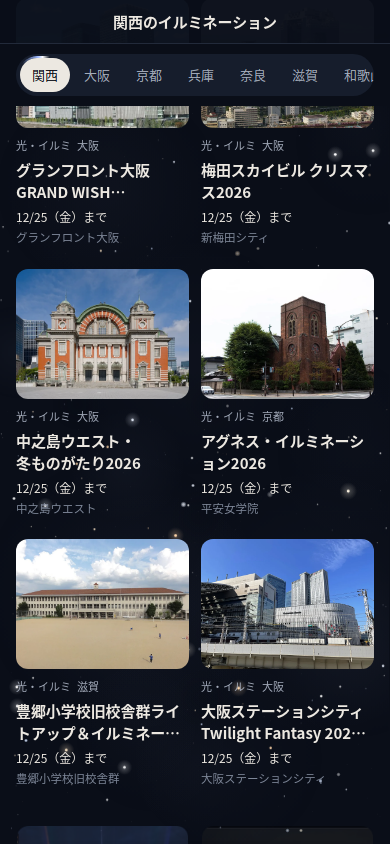 関西のイルミネーション
関西
大阪
京都
兵庫
奈良
滋賀
和歌
光・イルミ 大阪
グランフロント大阪
GRAND WISH…
12/25（金）まで
グランフロント大阪
光・イルミ 大阪
梅田スカイビル クリスマ
ス2026
12/25（金）まで
新梅田シティ
光・イルミ 大阪
中之島ウエスト・
冬ものがたり2026
12/25（金）まで
中之島ウエスト
光・イルミ 京都
アグネス・イルミネーシ
ョン2026
12/25（金）まで
平安女学院
光・イルミ 滋賀
豊郷小学校旧校舎群ライ
トアップ＆イルミネー…
12/25（金）まで
豊郷小学校旧校舎群
光・イルミ 大阪
大阪ステーションシティ
Twilight Fantasy 202…
12/25（金）まで
大阪ステーションシティ